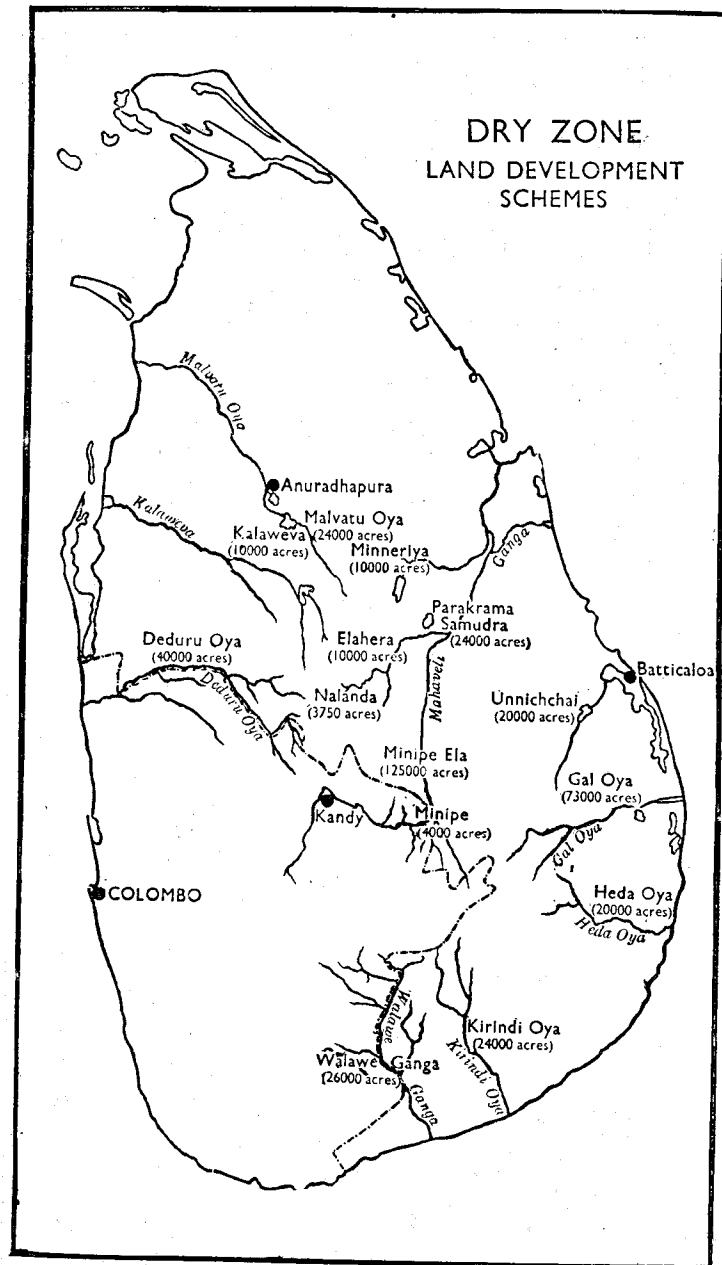 DRY ZONE
LAND DEVELOPMENT
SCHEMES
Malvatu Oya
Anuradhapura
Malvatu Oya
(24000 acres)
Kalaweva
Kalaweva
(10000 acres)
Minneriya
(10000 acres)
Ganga
Parakrama
Samudra
(24000 acres)
Deduru Oya
(40000 acres)
Elahera
(10000 acres)
Batticaloa
Deduru Oya
Nalanda
(3750 acres)
Mahaveli
Unnichchai
(20000 acres)
Minipe Ela
(125000 acres)
Gal Oya
(73000 acres)
Kandy
Minipe
(4000 acres)
Gal Oya
COLOMBO
Heda Oya
(20000 acres)
Heda Oya
Walawe
Kirindi Oya
(24000 acres)
Walawe Ganga
(26000 acres)
Ganga
Kirindi Oya